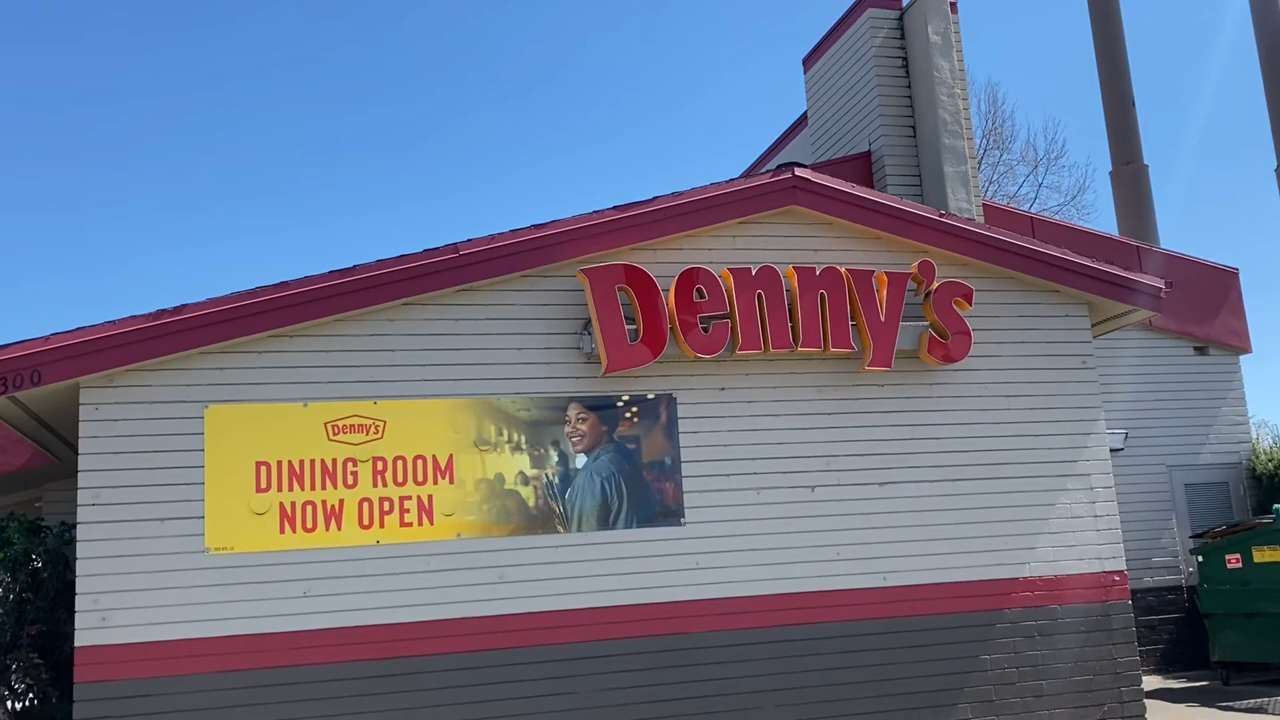 Denny's
300
Denny's
DINING ROOM
NOW OPEN